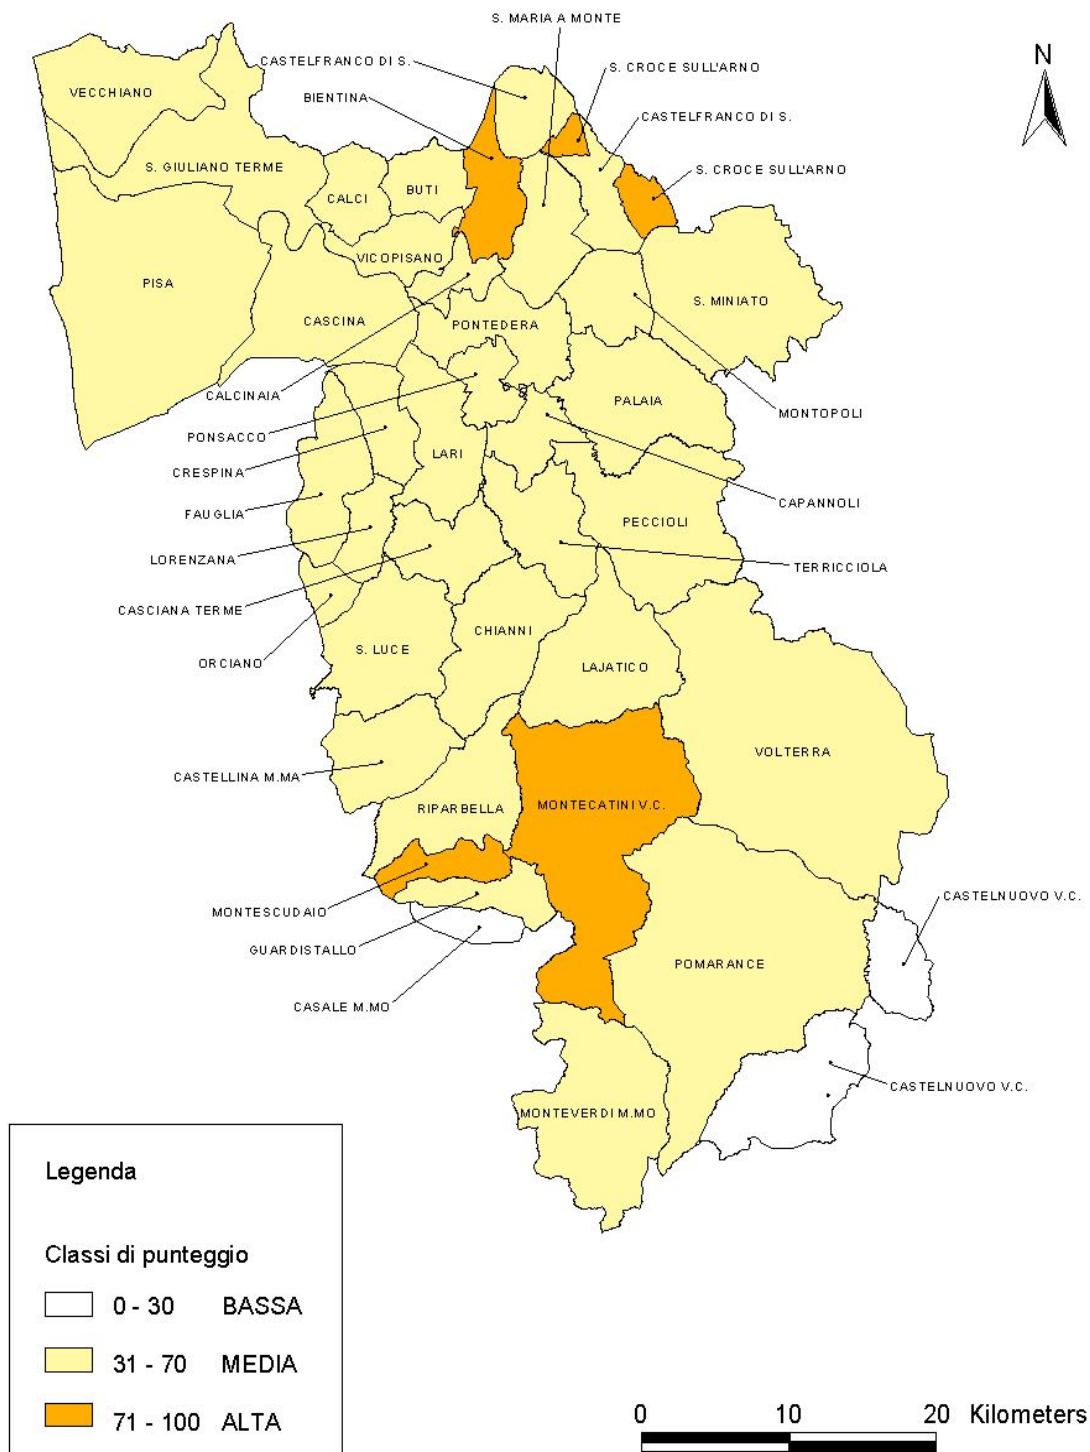 S. MARIA A MONTE
CASTELFRANCO DI S.
S. CROCE SULL'ARNO
N
VECCHIANO
BIENTINA
CASTELFRANCO DI S.
S. GIULIANO TERME
S. CROCE SULL'ARNO
CALCI
BUTI
VICOPISANO
PISA
S. MINIATO
CASCINA
PONTEDERA
CALCINAIA
PALAIA
MONTOPOLI
PONSACCO
LARI
CRESPINA
CAPANNOLI
FAUGLIA
PECCIOLI
LORENZANA
TERRICCIOLA
CASCIANA TERME
CHIANNI
S. LUCE
ORCIANO
LAJATICO
VOLTERRA
CASTELLINA M.MA
RIPARBELLA
MONTECATINI V.C.
CASTELNUOVO V.C.
MONTESCUDAIO
GUARDISTALLO
POMARANCE
CASALE M.MO
CASTELNUOVO V.C.
MONTEVERDI M.MO
Legenda
Classi di punteggio
0 - 30 BASSA
31 - 70 MEDIA
71 - 100 ALTA
0 10 20 Kilometers